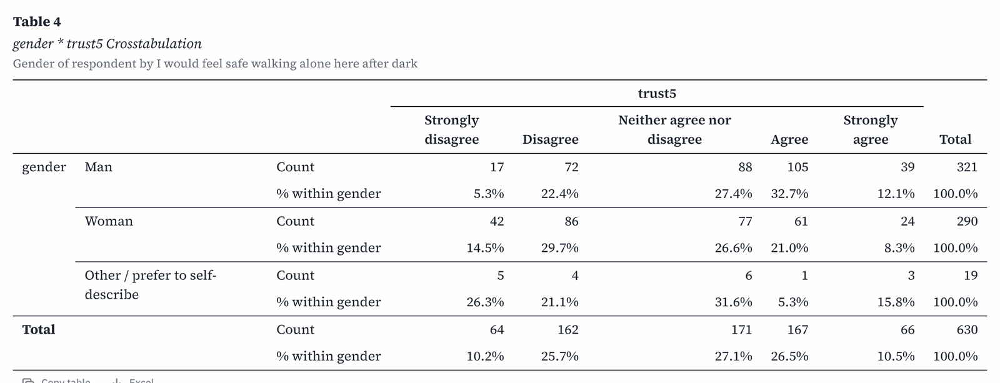 Table 4
gender * trust5 Crosstabulation
Gender of respondent by I would feel safe walking alone here after dark
trust5
Strongly disagree Disagree Neither agree nor disagree Agree Strongly agree Total
gender Man Count 17 72 88 105 39 321
% within gender 5.3% 22.4% 27.4% 32.7% 12.1% 100.0%
Woman Count 42 86 77 61 24 290
% within gender 14.5% 29.7% 26.6% 21.0% 8.3% 100.0%
Other / prefer to self-describe Count 5 4 6 1 3 19
% within gender 26.3% 21.1% 31.6% 5.3% 15.8% 100.0%
Total Count 64 162 171 167 66 630
% within gender 10.2% 25.7% 27.1% 26.5% 10.5% 100.0%
Copy table Excel